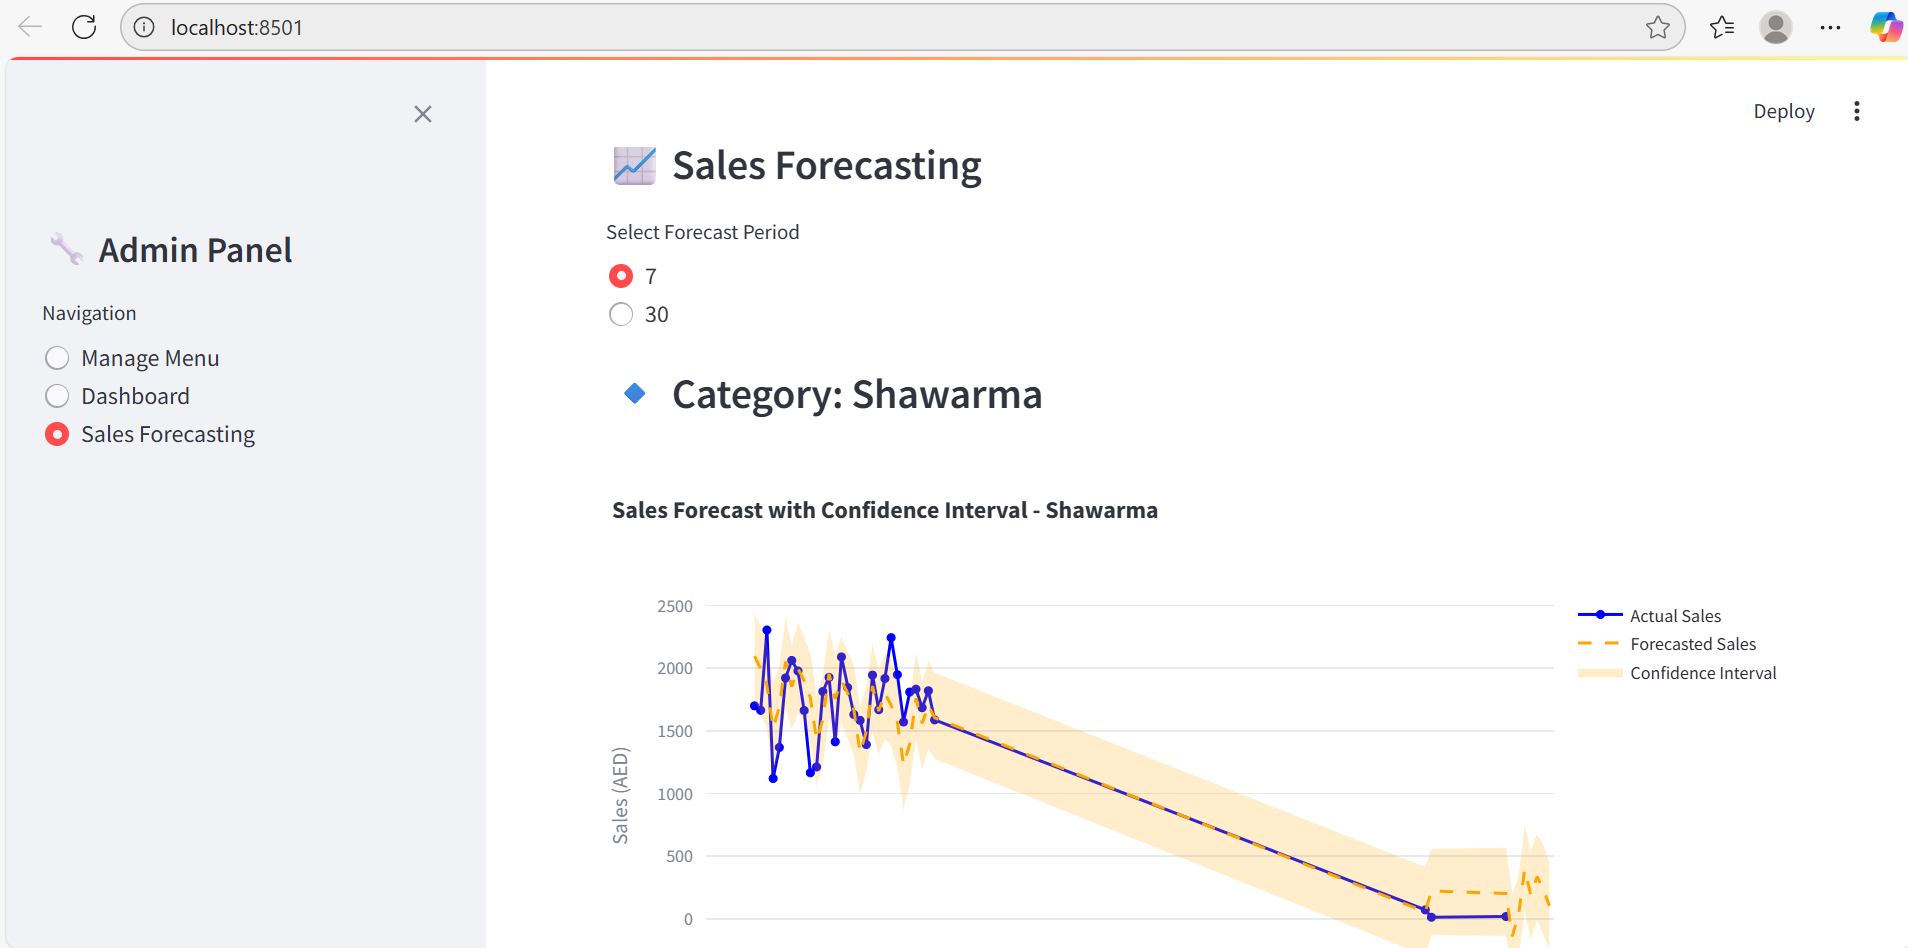 localhost:8501
Deploy
Admin Panel
Navigation
Manage Menu
Dashboard
Sales Forecasting
Sales Forecasting
Select Forecast Period
7
30
Category: Shawarma
Sales Forecast with Confidence Interval - Shawarma
2500
2000
1500
1000
500
0
Sales (AED)
Actual Sales
Forecasted Sales
Confidence Interval